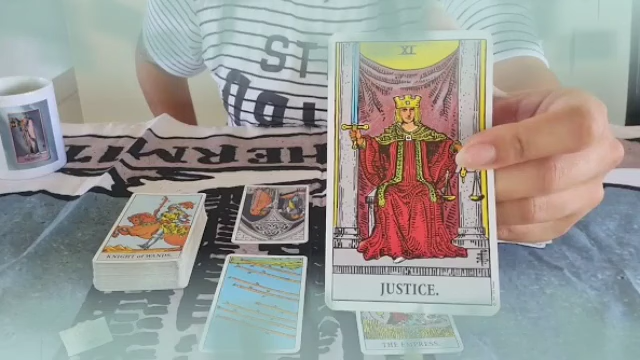 XI
ST
HERMIT
KNIGHT of WANDS.
JUSTICE.
THE EMPRESS.